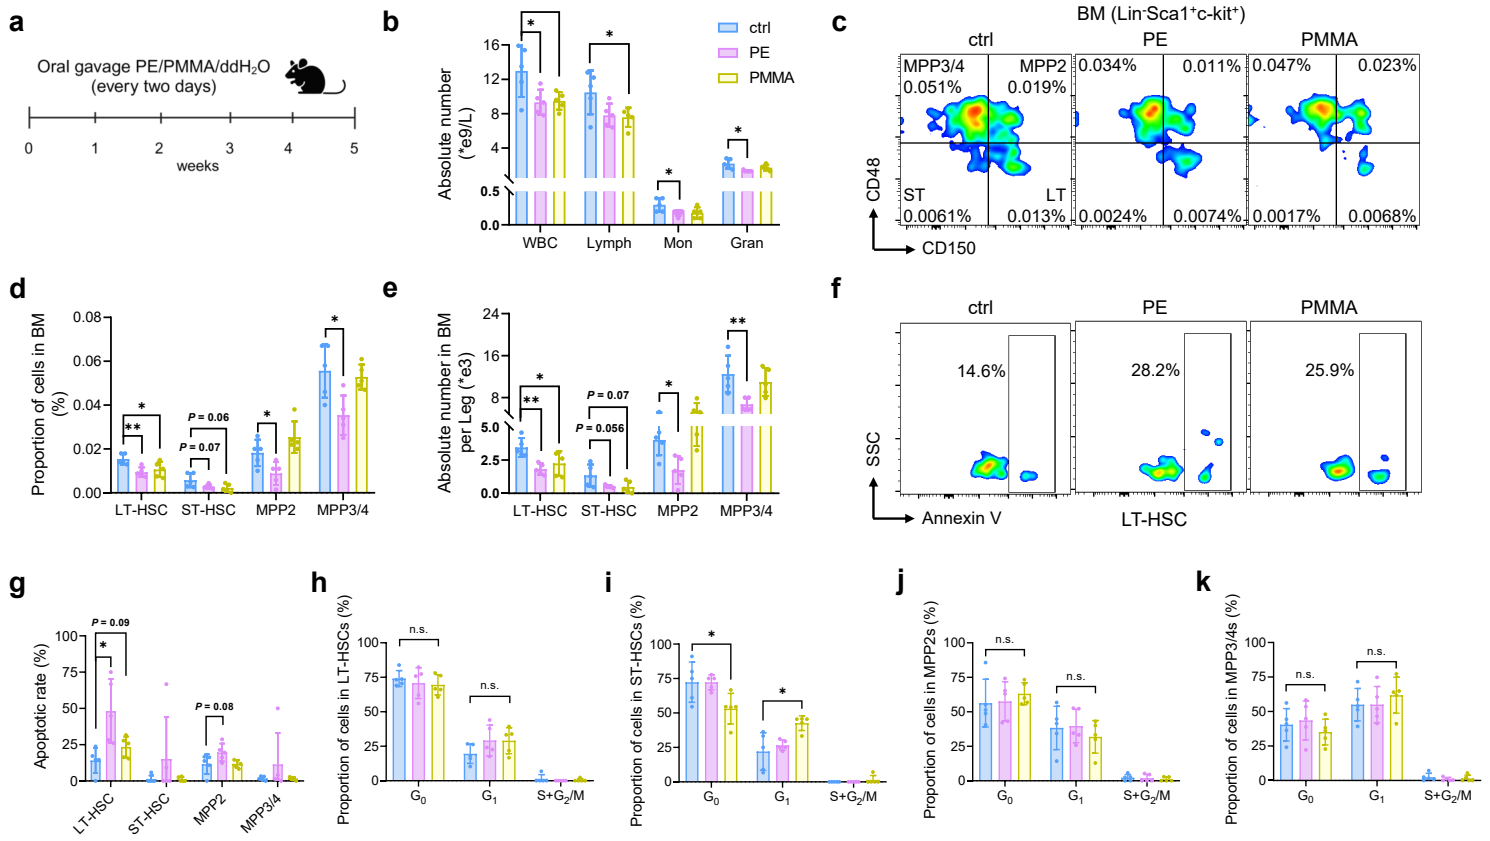 a
Oral gavage PE/PMMA/ddH₂O
(every two days)
0 1 2 3 4 5
weeks
b
Absolute number
(*e9/L)
16
12
8
4
0.5
0.0
* * * * 
ctrl
PE
PMMA
WBC Lymph Mon Gran
c
BM (Lin⁻Sca1⁺c-kit⁺)
ctrl PE PMMA
MPP3/4 MPP2
0.051% 0.019%
ST LT
0.0061% 0.013%
0.034% 0.011%
0.0024% 0.0074%
0.047% 0.023%
0.0017% 0.0068%
CD48
CD150
d
Proportion of cells in BM
(%)
0.08
0.06
0.04
0.02
0.00
** *
P = 0.07
P = 0.06
*
*
LT-HSC ST-HSC MPP2 MPP3/4
e
Absolute number in BM
per Leg (*e3)
24
16
8
5.0
2.5
0.0
** *
P = 0.056
P = 0.07
*
**
LT-HSC ST-HSC MPP2 MPP3/4
f
ctrl PE PMMA
14.6% 28.2% 25.9%
SSC
Annexin V
LT-HSC
g
Apoptotic rate (%)
100
75
50
25
0
P = 0.09
*
P = 0.08
LT-HSC ST-HSC MPP2 MPP3/4
h
Proportion of cells in LT-HSCs (%)
100
75
50
25
0
n.s.
n.s.
G₀ G₁ S+G₂/M
i
Proportion of cells in ST-HSCs (%)
100
75
50
25
0
*
*
G₀ G₁ S+G₂/M
j
Proportion of cells in MPP2s (%)
100
75
50
25
0
n.s.
n.s.
G₀ G₁ S+G₂/M
k
Proportion of cells in MPP3/4s (%)
100
75
50
25
0
n.s.
n.s.
G₀ G₁ S+G₂/M